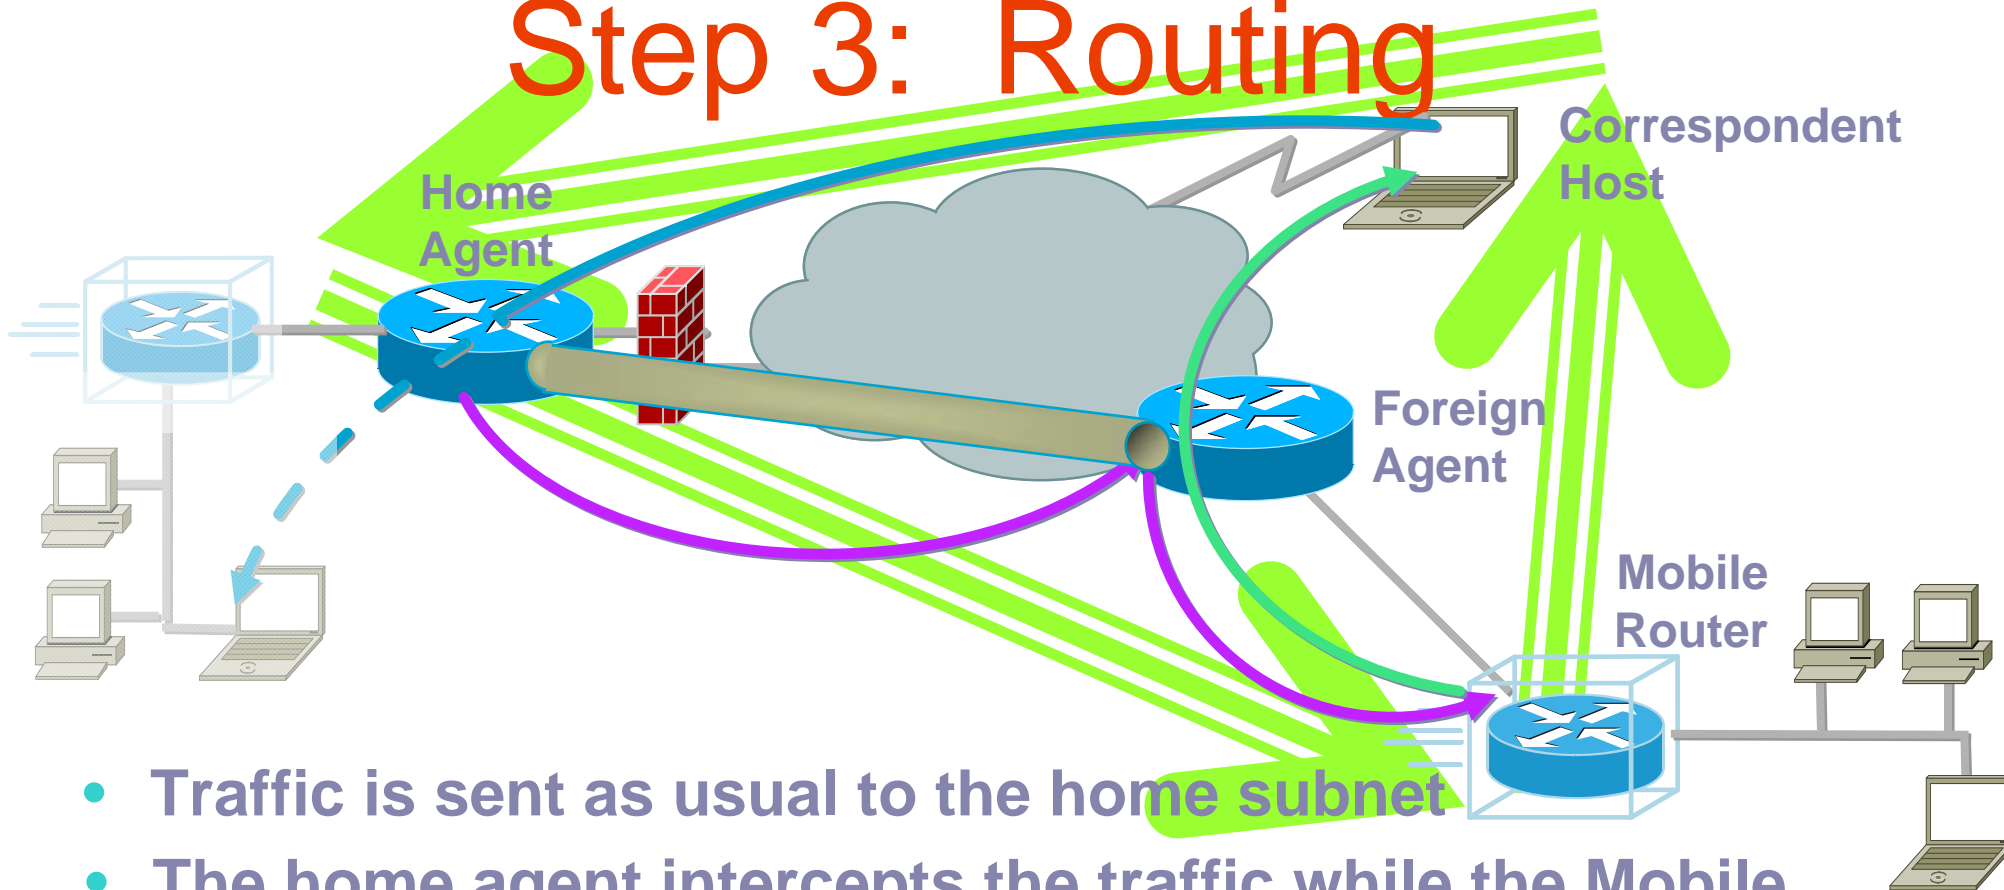 Step 3: Routing
Correspondent
Host
Home
Agent
Foreign
Agent
Mobile
Router
• Traffic is sent as usual to the home subnet
• The home agent intercepts the traffic while the Mobile